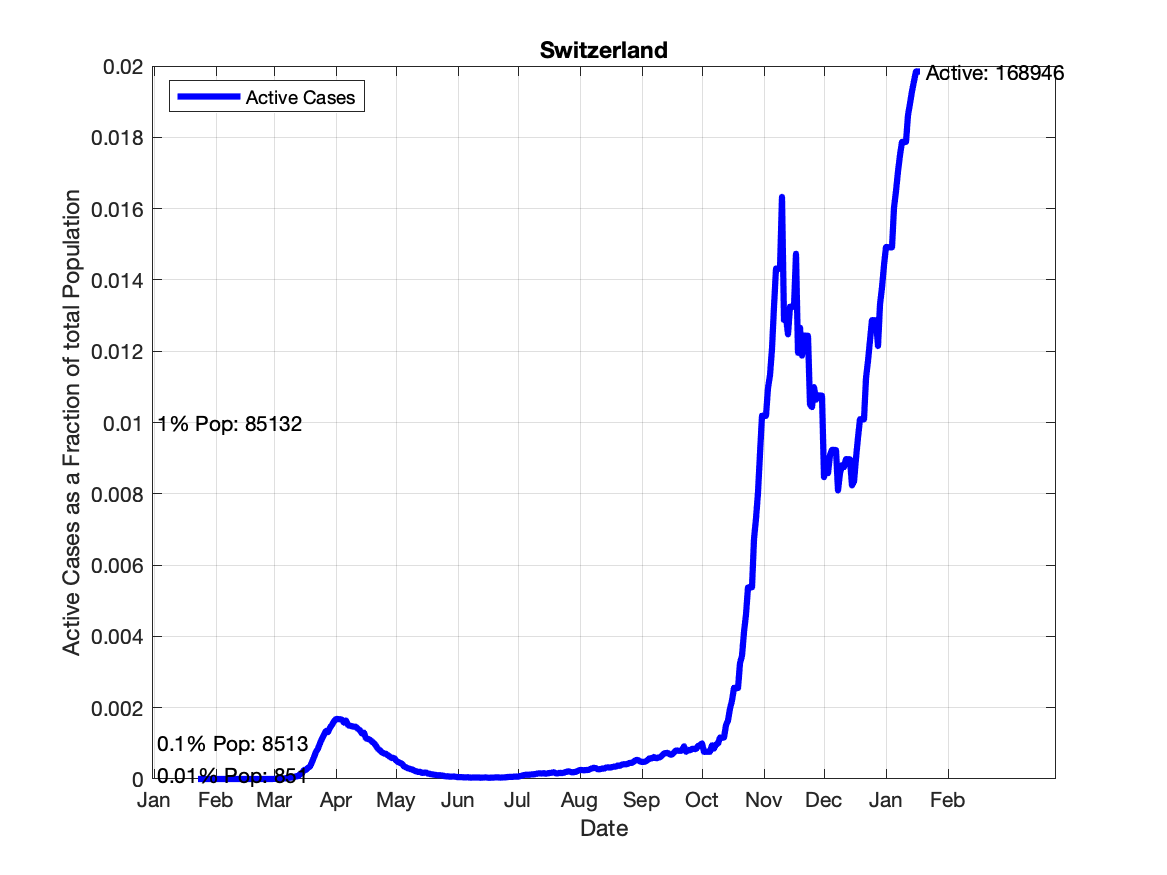 Switzerland
Active Cases
Active: 168946
Active Cases as a Fraction of total Population
0.02
0.018
0.016
0.014
0.012
0.01
0.008
0.006
0.004
0.002
0
1% Pop: 85132
0.1% Pop: 8513
0.01% Pop: 851
Jan Feb Mar Apr May Jun Jul Aug Sep Oct Nov Dec Jan Feb
Date